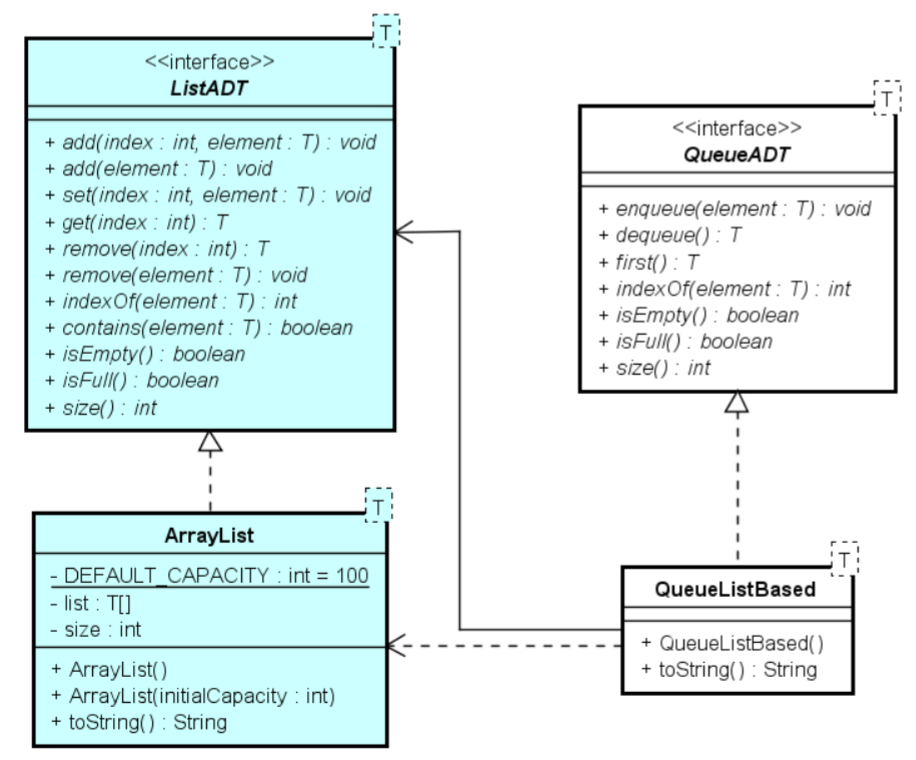 T
<<interface>>
ListADT
+ add(index : int, element : T) : void
+ add(element : T) : void
+ set(index : int, element : T) : void
+ get(index : int) : T
+ remove(index : int) : T
+ remove(element : T) : void
+ indexOf(element : T) : int
+ contains(element : T) : boolean
+ isEmpty() : boolean
+ isFull() : boolean
+ size() : int
T
<<interface>>
QueueADT
+ enqueue(element : T) : void
+ dequeue() : T
+ first() : T
+ indexOf(element : T) : int
+ isEmpty() : boolean
+ isFull() : boolean
+ size() : int
T
ArrayList
- DEFAULT_CAPACITY : int = 100
- list : T[]
- size : int
+ ArrayList()
+ ArrayList(initialCapacity : int)
+ toString() : String
T
QueueListBased
+ QueueListBased()
+ toString() : String